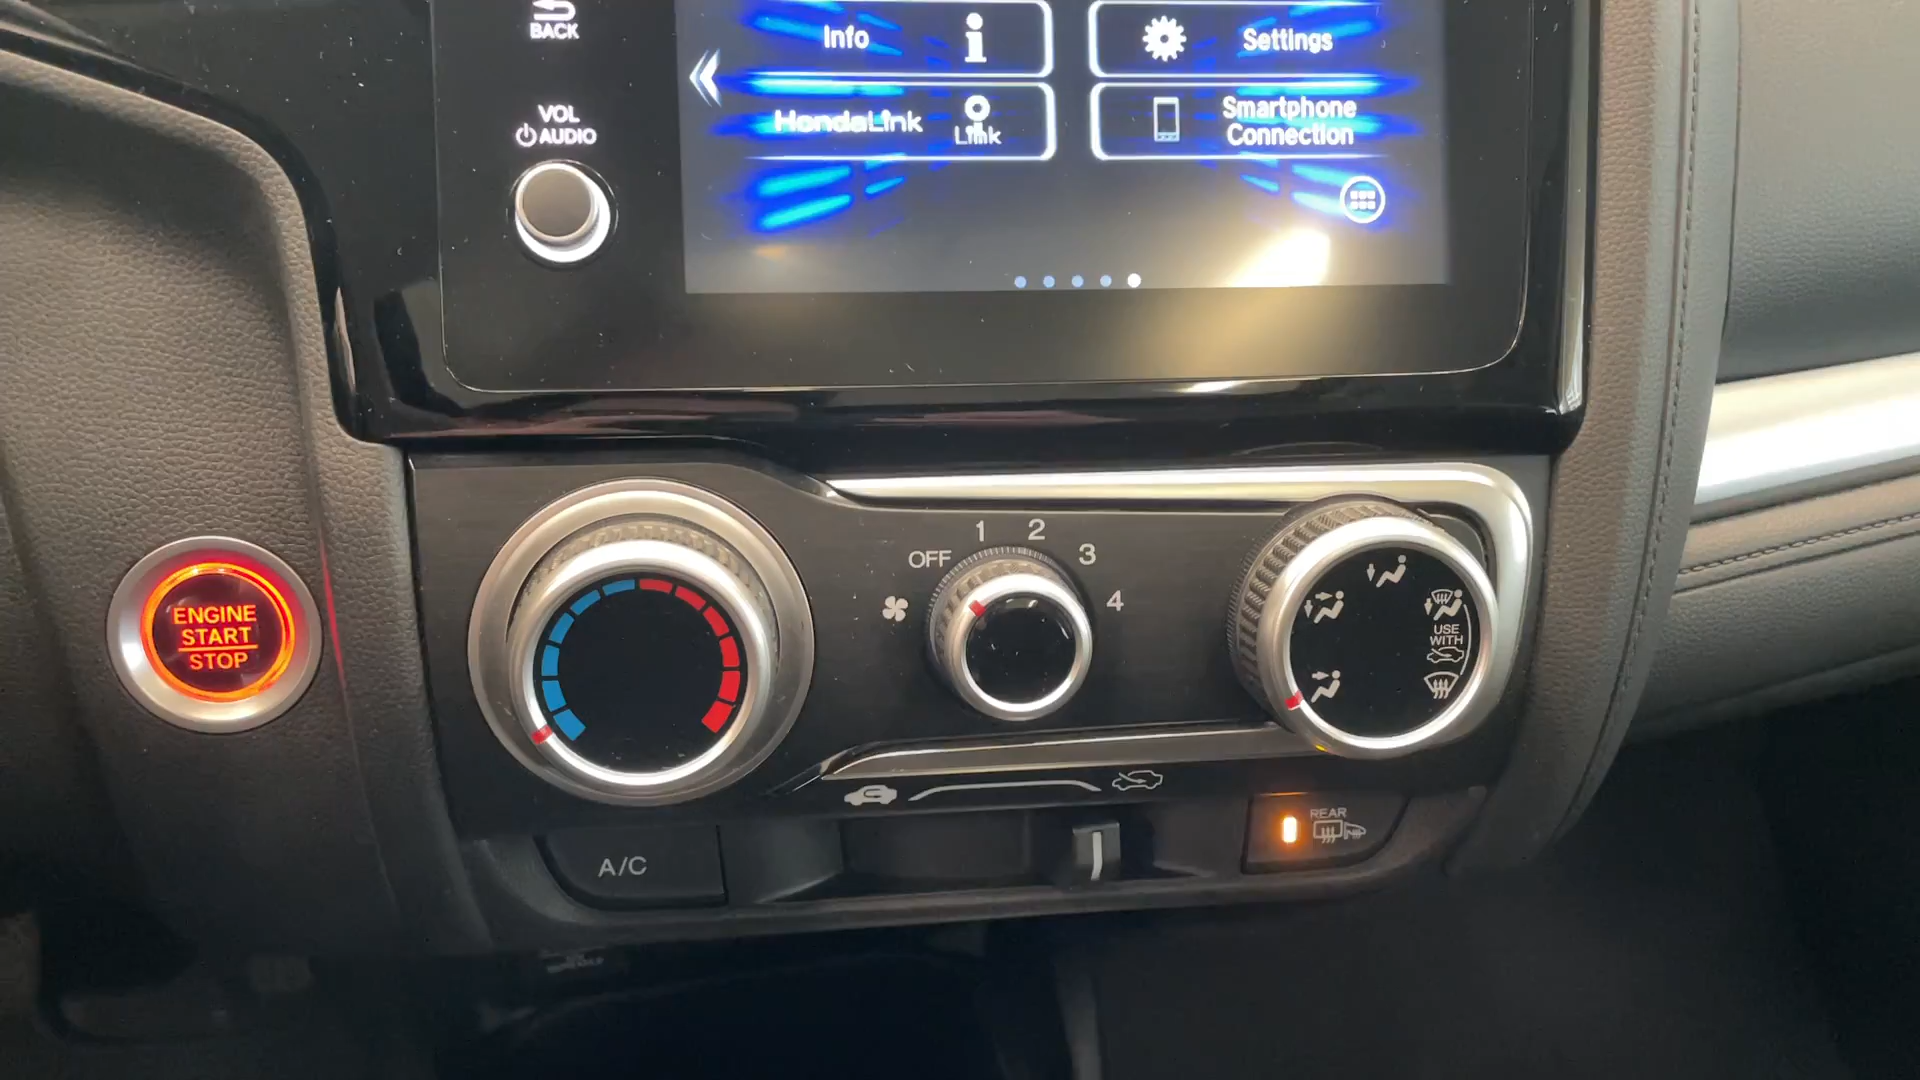 BACK
VOL
AUDIO
Info
Settings
HondaLink
Link
Smartphone
Connection
ENGINE
START
STOP
OFF
1
2
3
4
USE
WITH
A/C
REAR